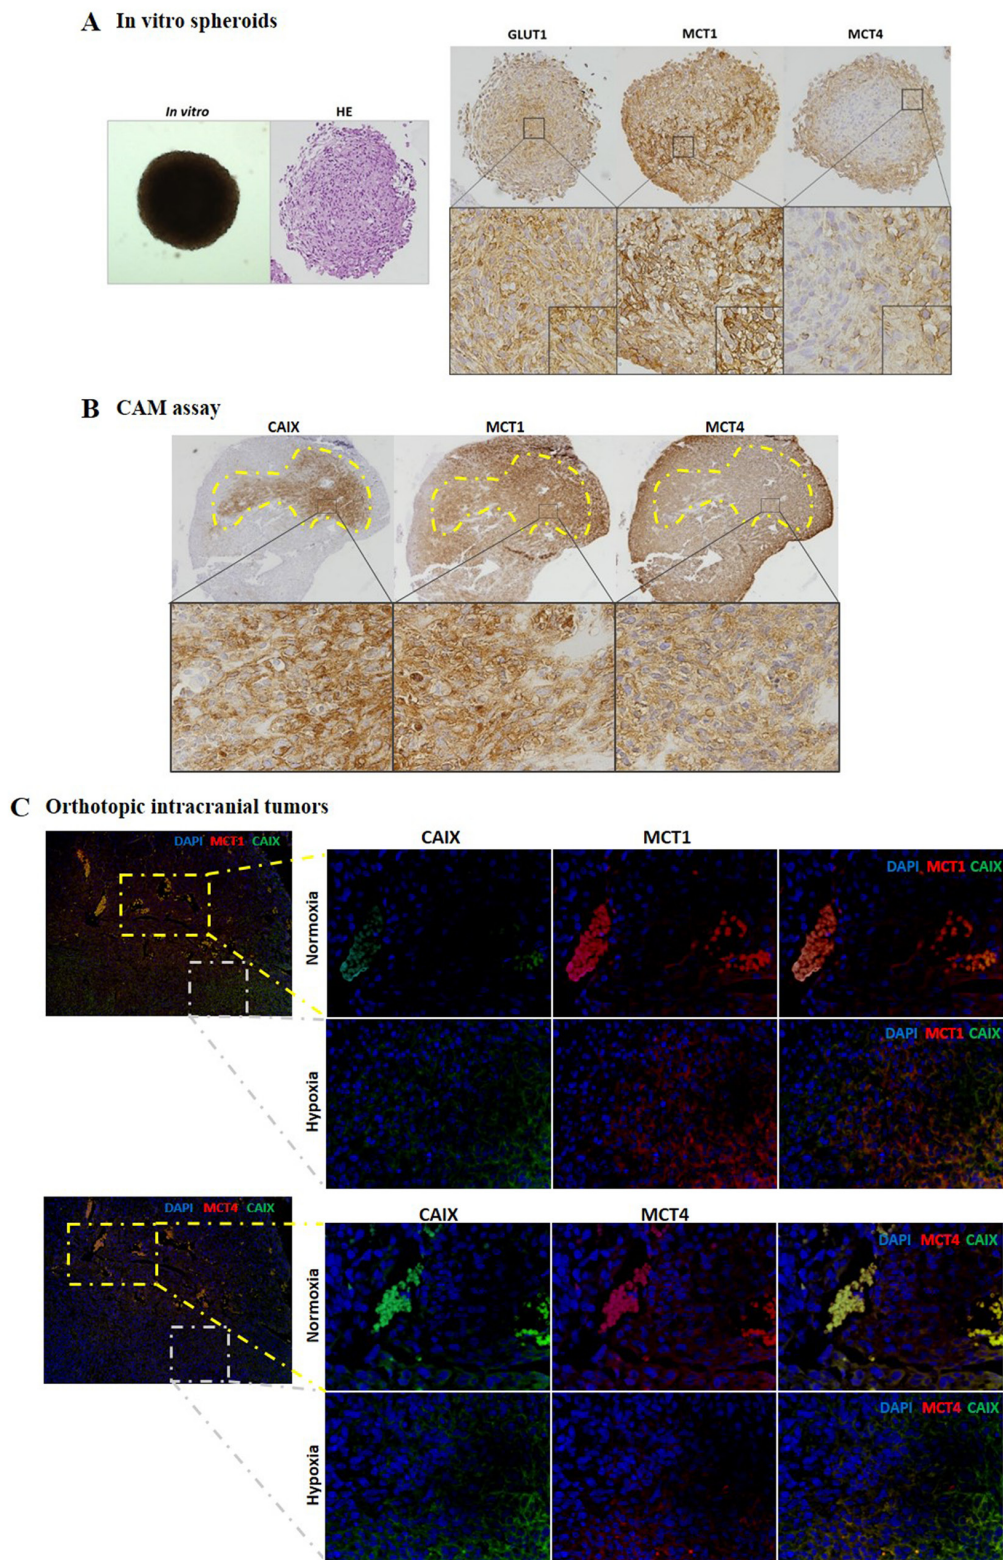 A In vitro spheroids
GLUT1 MCT1 MCT4
In vitro HE
B CAM assay
CAIX MCT1 MCT4
C Orthotopic intracranial tumors
DAPI MCT1 CAIX
CAIX MCT1
Normoxia
DAPI MCT1 CAIX
Hypoxia
DAPI MCT1 CAIX
DAPI MCT4 CAIX
CAIX MCT4
Normoxia
DAPI MCT4 CAIX
Hypoxia
DAPI MCT4 CAIX